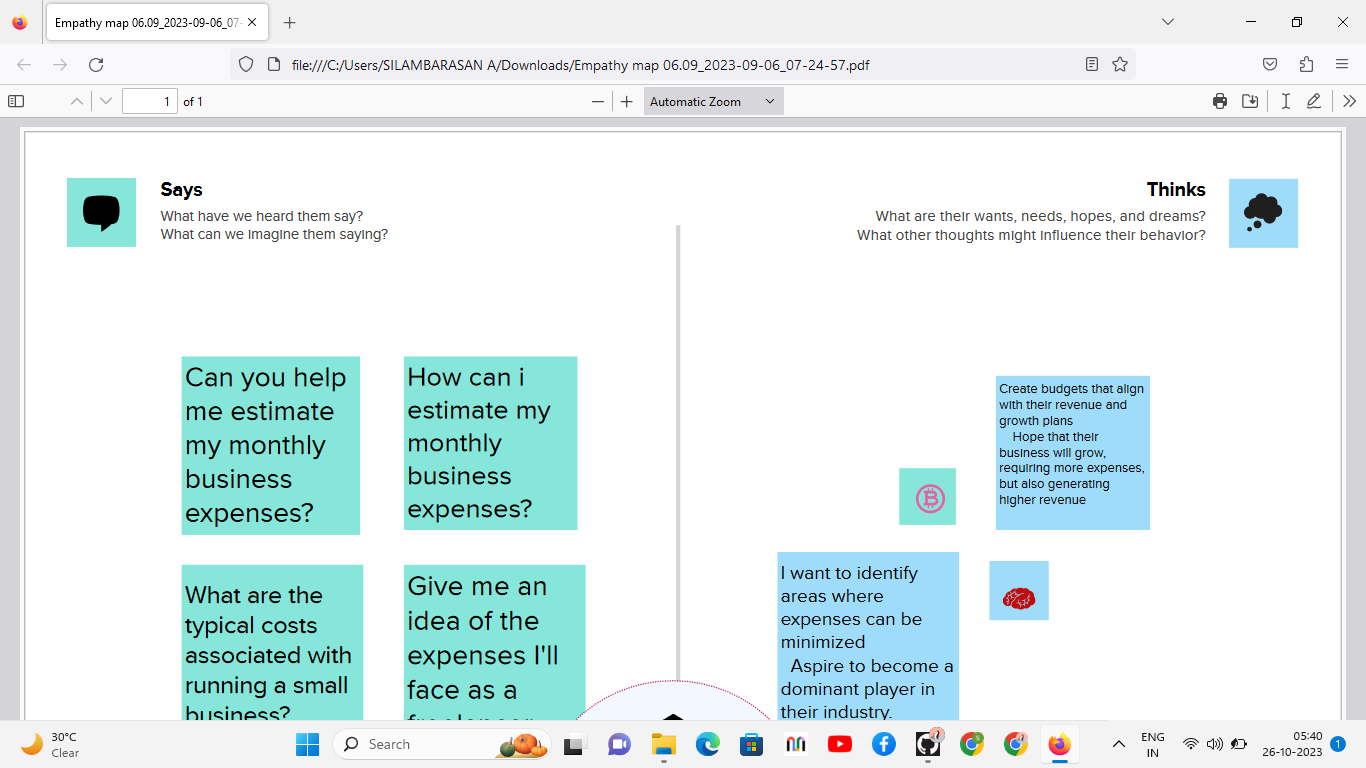 Empathy map 06.09_2023-09-06_07-
file:///C:/Users/SILAMBARASAN A/Downloads/Empathy map 06.09_2023-09-06_07-24-57.pdf
1 of 1
Automatic Zoom
Says
What have we heard them say?
What can we imagine them saying?
Thinks
What are their wants, needs, hopes, and dreams?
What other thoughts might influence their behavior?
Can you help
me estimate
my monthly
business
expenses?
How can i
estimate my
monthly
business
expenses?
What are the
typical costs
associated with
running a small
business?
Give me an
idea of the
expenses I'll
face as a
freelancer
Create budgets that align
with their revenue and
growth plans
Hope that their
business will grow,
requiring more expenses,
but also generating
higher revenue
I want to identify
areas where
expenses can be
minimized
Aspire to become a
dominant player in
their industry.
30°C
Clear
Search
ENG
IN
05:40
26-10-2023
1